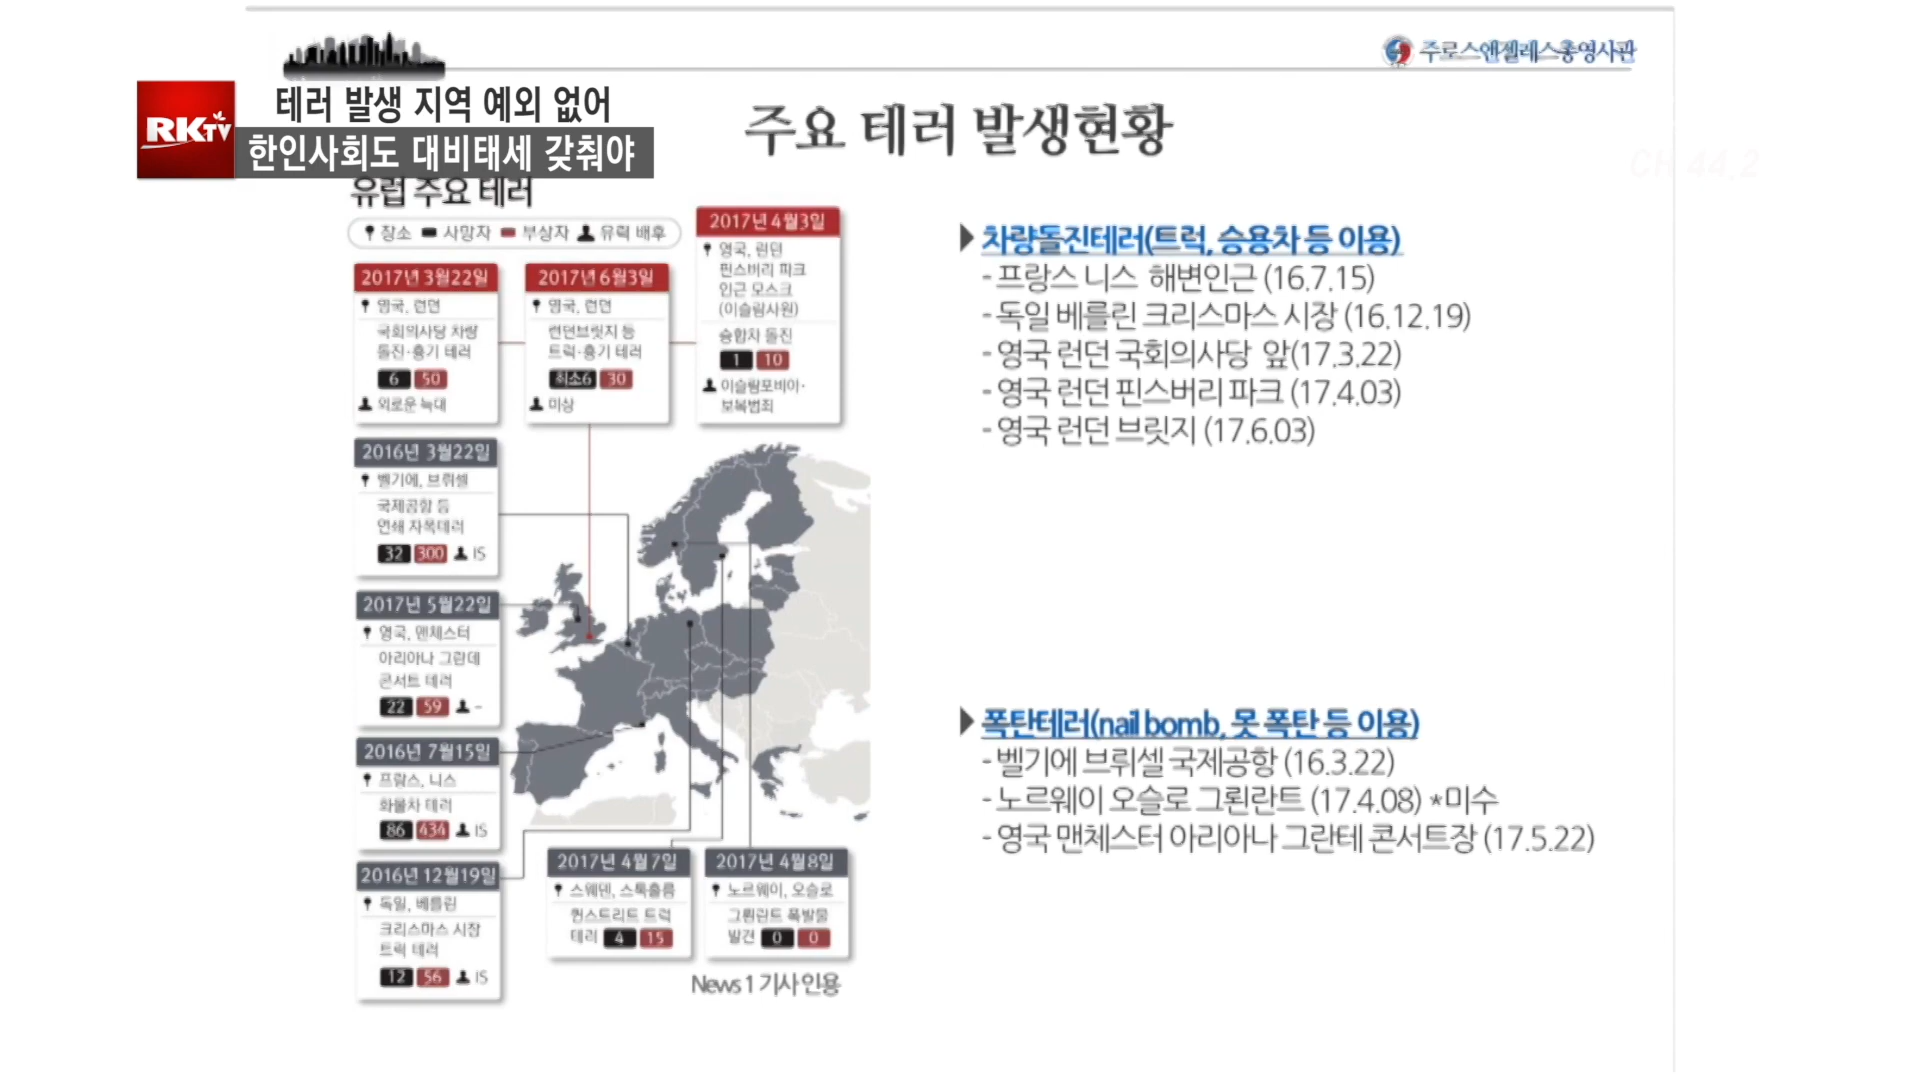 주로스앤젤레스총영사관
RKTV
테러 발생 지역 예외 없어
한인사회도 대비태세 갖춰야
CH 44.2
주요 테러 발생현황
유럽 주요 테러
장소 사망자 부상자 유력 배후
2017년 3월22일
영국, 런던
국회의사당 차량
돌진·흉기 테러
6 50
외로운 늑대
2017년 6월3일
영국, 런던
런던브릿지 등
트럭·흉기 테러
최소6 30
미상
2017년 4월3일
영국, 런던
핀스버리 파크
인근 모스크
(이슬람사원)
승합차 돌진
1 10
이슬람포비아·
보복범죄
2016년 3월22일
벨기에, 브뤼셀
국제공항 등
연쇄 자폭테러
32 300 IS
2017년 5월22일
영국, 맨체스터
아리아나 그란데
콘서트 테러
22 59 -
2016년 7월15일
프랑스, 니스
화물차 테러
86 434 IS
2016년 12월19일
독일, 베를린
크리스마스 시장
트럭 테러
12 56 IS
2017년 4월7일
스웨덴, 스톡홀름
퀸스트리트 트럭
테러 4 15
2017년 4월8일
노르웨이, 오슬로
그뢴란트 폭발물
발견 0 0
News 1 기사인용
차량돌진테러(트럭, 승용차 등 이용)
- 프랑스 니스 해변인근 (16.7.15)
- 독일 베를린 크리스마스 시장 (16.12.19)
- 영국 런던 국회의사당 앞(17.3.22)
- 영국 런던 핀스버리 파크 (17.4.03)
- 영국 런던 브릿지 (17.6.03)
폭탄테러(nail bomb, 못 폭탄 등 이용)
- 벨기에 브뤼셀 국제공항 (16.3.22)
- 노르웨이 오슬로 그뢴란트 (17.4.08) *미수
- 영국 맨체스터 아리아나 그란테 콘서트장 (17.5.22)